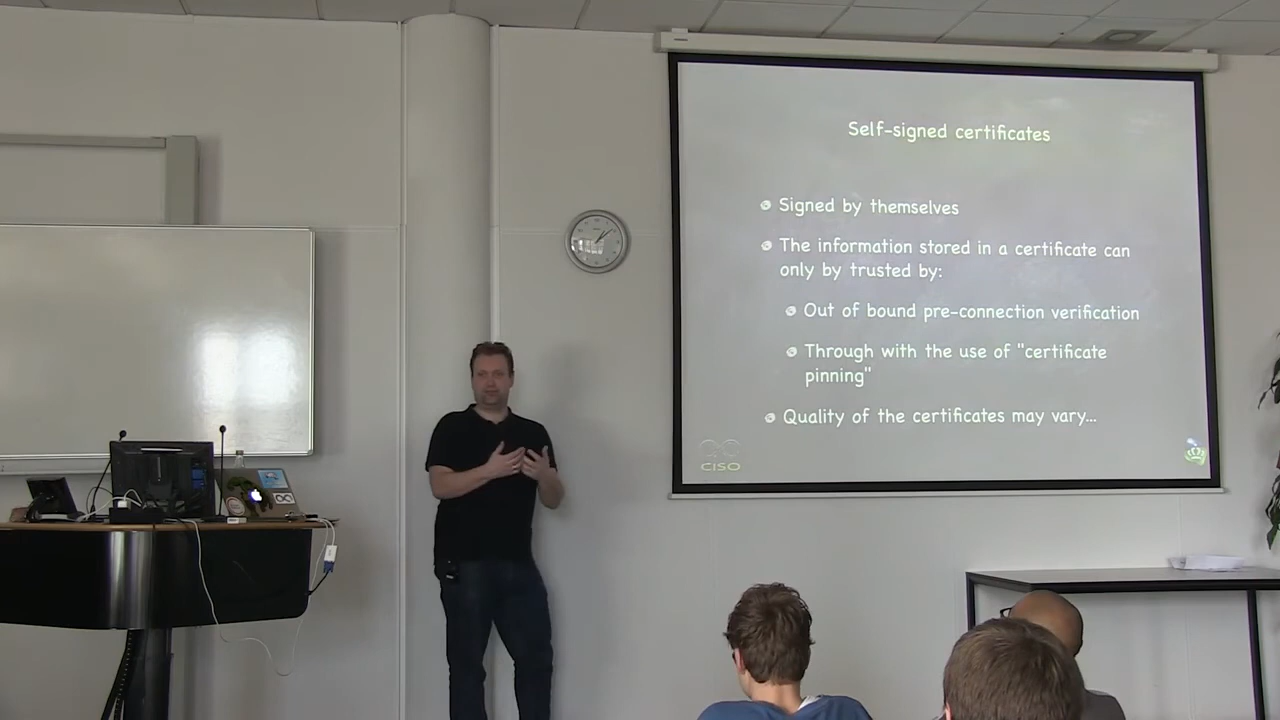 Self-signed certificates
Signed by themselves
The information stored in a certificate can
only by trusted by:
Out of bound pre-connection verification
Through with the use of "certificate
pinning"
Quality of the certificates may vary...
CISO